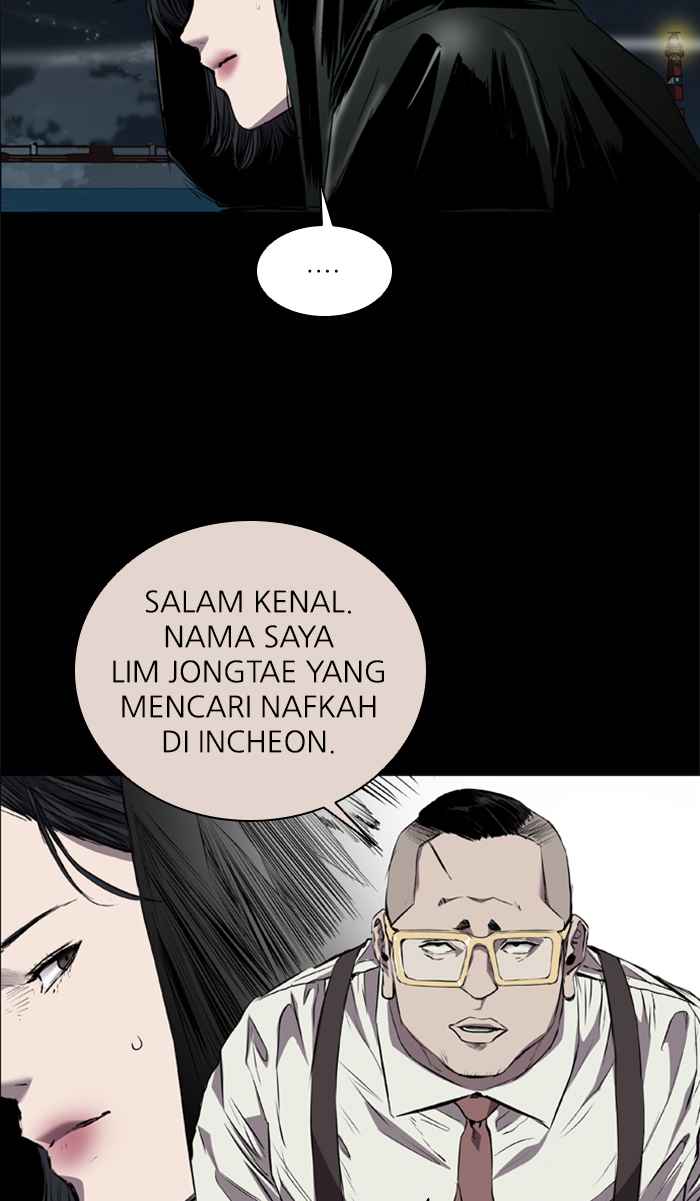 ....
SALAM KENAL.
NAMA SAYA
LIM JONGTAE YANG
MENCARI NAFKAH
DI INCHEON.